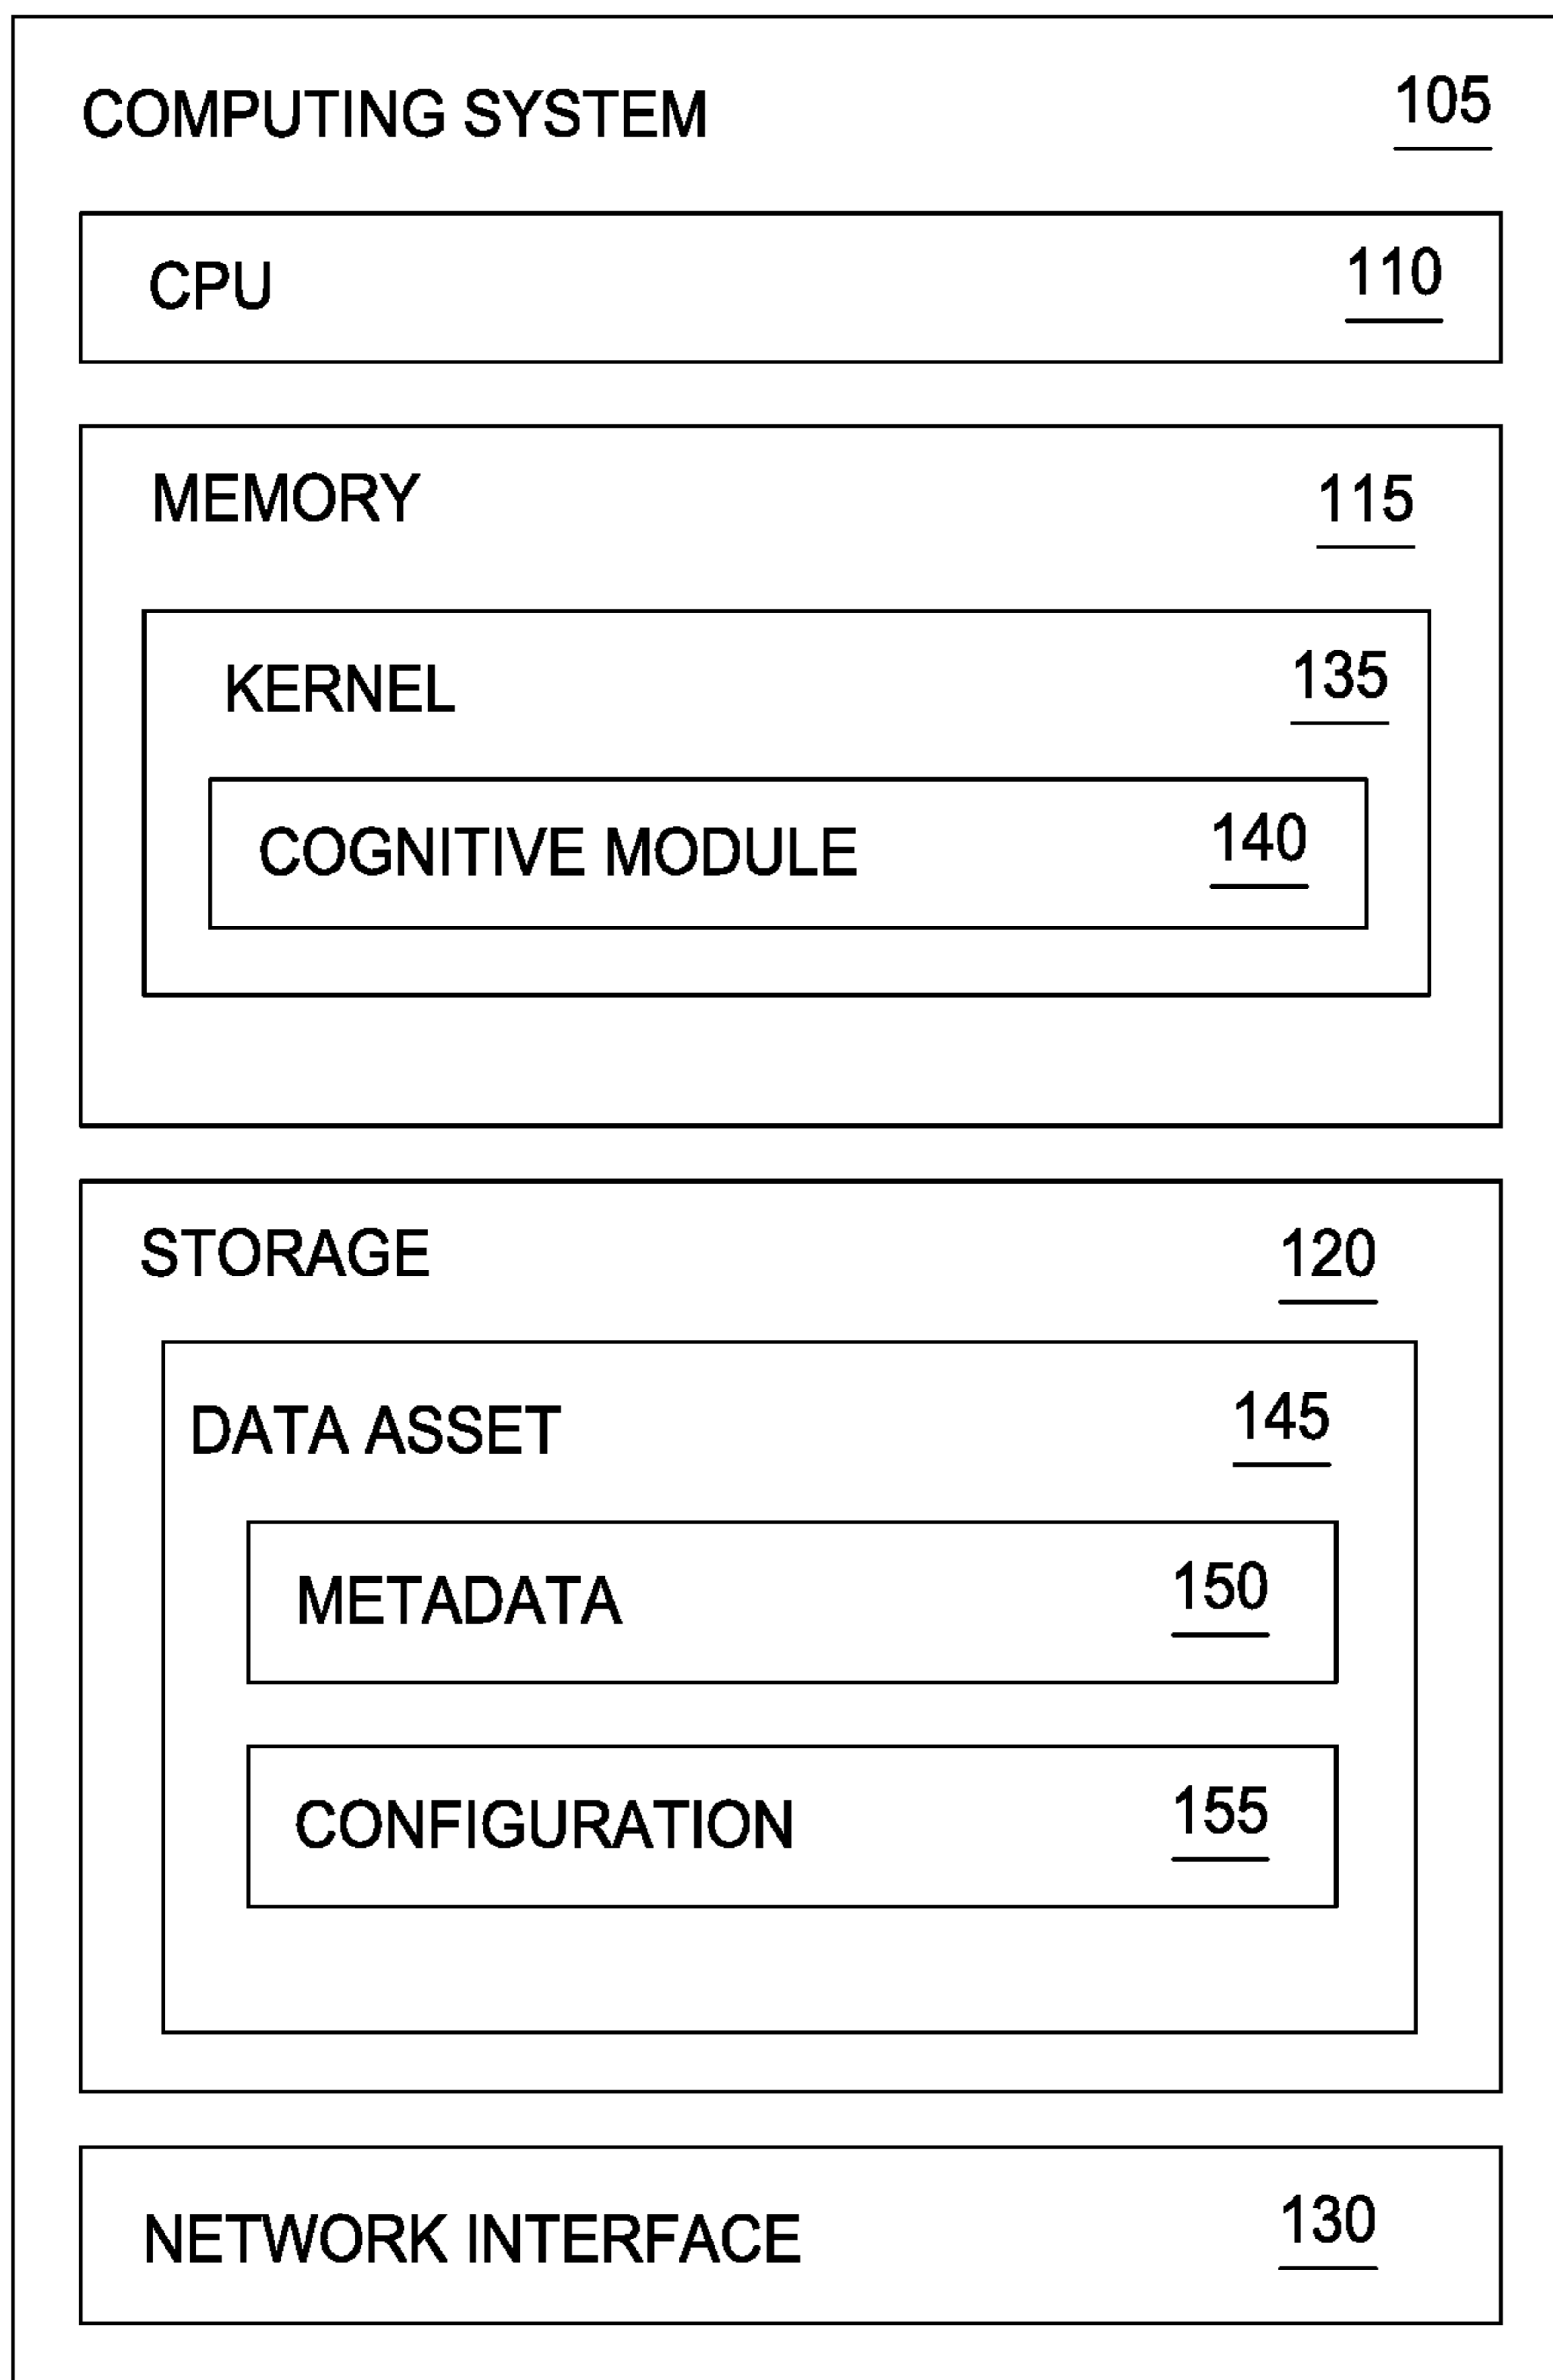 COMPUTING SYSTEM 105
CPU 110
MEMORY 115
KERNEL 135
COGNITIVE MODULE 140
STORAGE 120
DATA ASSET 145
METADATA 150
CONFIGURATION 155
NETWORK INTERFACE 130